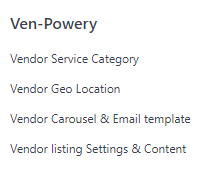 Ven-Powery
Vendor Service Category
Vendor Geo Location
Vendor Carousel & Email template
Vendor listing Settings & Content